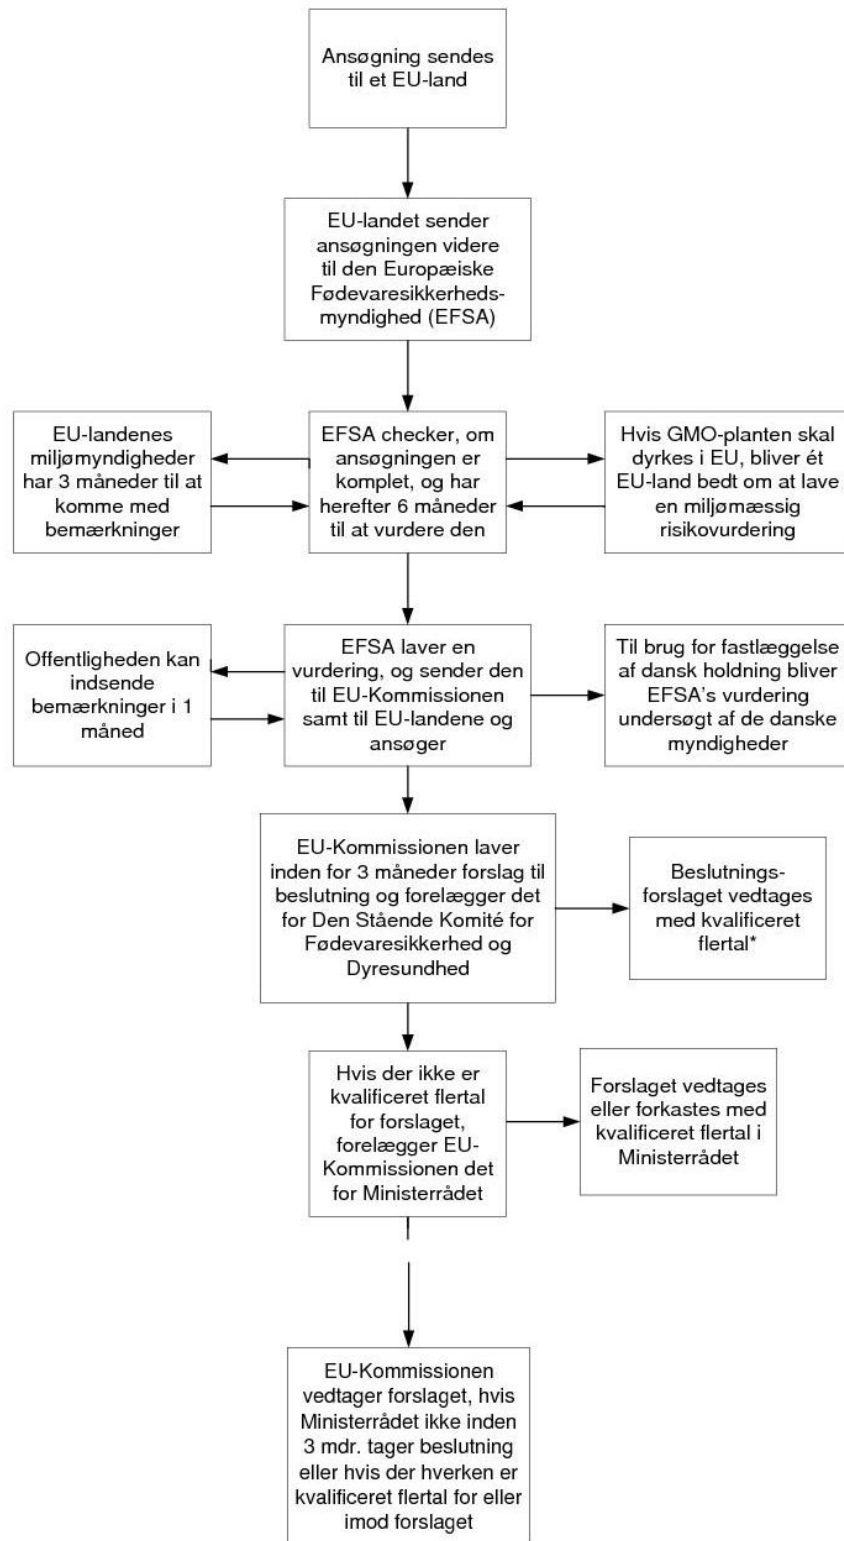 Ansøgning sendes
til et EU-land
EU-landet sender
ansøgningen videre
til den Europæiske
Fødevaresikkerheds-
myndighed (EFSA)
EU-landenes
miljømyndigheder
har 3 måneder til at
komme med
bemærkninger
EFSA checker, om
ansøgningen er
komplet, og har
herefter 6 måneder
til at vurdere den
Hvis GMO-planten skal
dyrkes i EU, bliver ét
EU-land bedt om at lave
en miljømæssig
risikovurdering
Offentligheden kan
indsende
bemærkninger i 1
måned
EFSA laver en
vurdering, og sender den
til EU-Kommissionen
samt til EU-landene og
ansøger
Til brug for fastlæggelse
af dansk holdning bliver
EFSA's vurdering
undersøgt af de danske
myndigheder
EU-Kommissionen laver
inden for 3 måneder forslag til
beslutning og forelægger det
for Den Stående Komité for
Fødevaresikkerhed og
Dyresundhed
Beslutnings-
forslaget vedtages
med kvalificeret
flertal*
Hvis der ikke er
kvalificeret flertal
for forslaget,
forelægger EU-
Kommissionen det
for Ministerrådet
Forslaget vedtages
eller forkastes med
kvalificeret flertal i
Ministerrådet
EU-Kommissionen
vedtager forslaget, hvis
Ministerrådet ikke inden
3 mdr. tager beslutning
eller hvis der hverken er
kvalificeret flertal for eller
imod forslaget